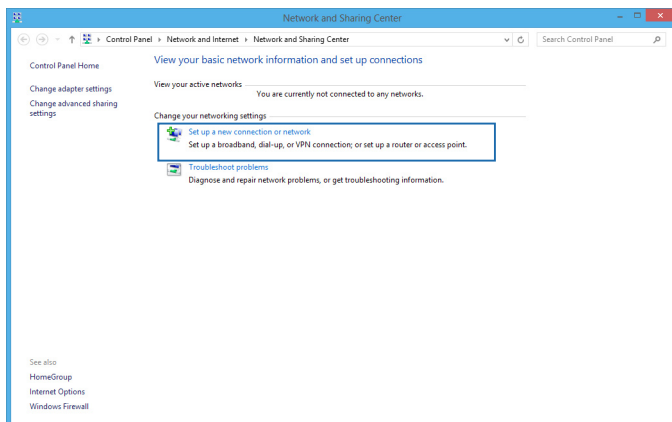 Network and Sharing Center
Control Panel Network and Internet Network and Sharing Center
Search Control Panel
Control Panel Home
Change adapter settings
Change advanced sharing
settings
View your basic network information and set up connections
View your active networks
You are currently not connected to any networks.
Change your networking settings
Set up a new connection or network
Set up a broadband, dial-up, or VPN connection; or set up a router or access point.
Troubleshoot problems
Diagnose and repair network problems, or get troubleshooting information.
See also
HomeGroup
Internet Options
Windows Firewall